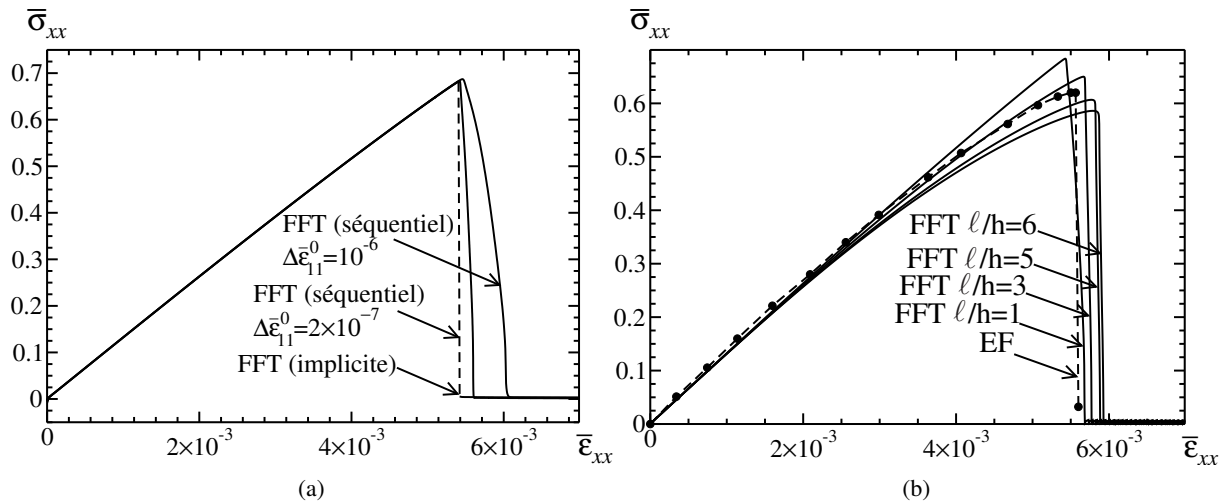 σ̅xx
0.7
0.6
0.5
0.4
0.3
0.2
0.1
0
FFT (séquentiel)
Δε̅⁰₁₁=10⁻⁶
FFT (séquentiel)
Δε̅⁰₁₁=2×10⁻⁷
FFT (implicite)
0 2×10⁻³ 4×10⁻³ 6×10⁻³ ε̅xx
(a)
σ̅xx
0.6
0.5
0.4
0.3
0.2
0.1
0
FFT ℓ/h=6
FFT ℓ/h=5
FFT ℓ/h=3
FFT ℓ/h=1
EF
0 2×10⁻³ 4×10⁻³ 6×10⁻³ ε̅xx
(b)